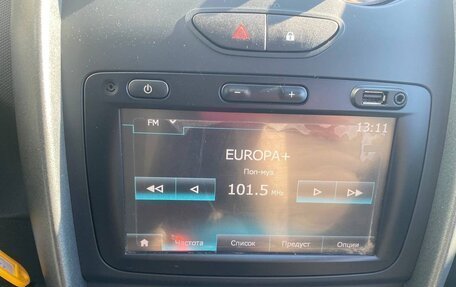 FM
13:11
EUROPA+
Поп-муз
101.5 MHz
Частота Список Предуст Опции